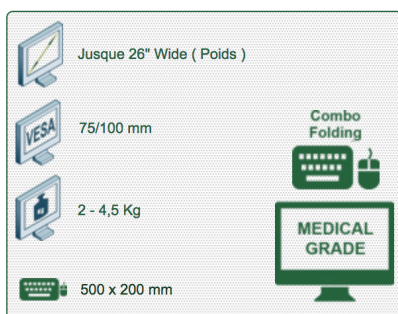 Jusque 26" Wide ( Poids )
VESA
75/100 mm
KG
2 - 4,5 Kg
500 x 200 mm
Combo
Folding
MEDICAL
GRADE